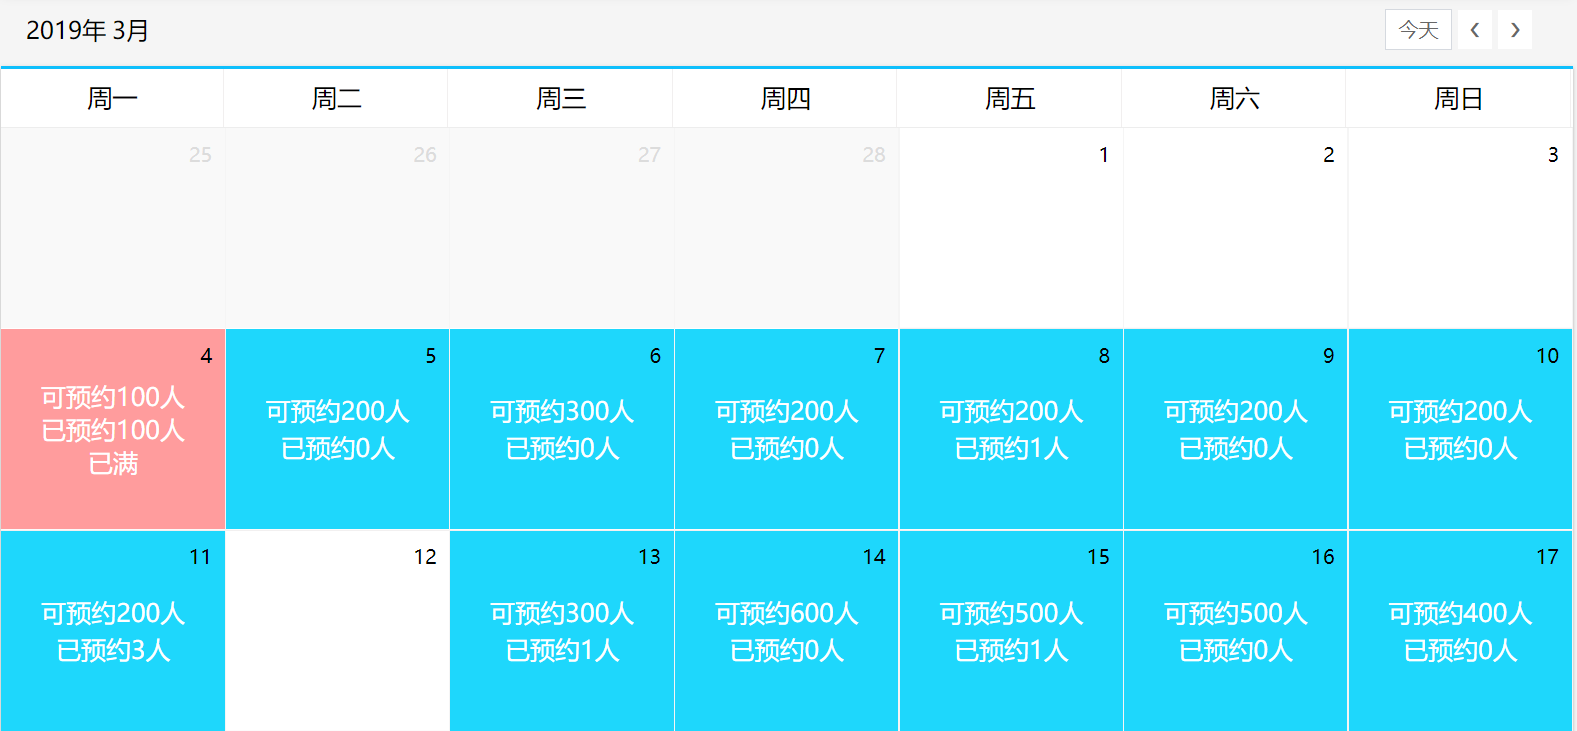 2019年 3月
今天
周一 周二 周三 周四 周五 周六 周日
25 26 27 28 1 2 3
4
可预约100人
已预约100人
已满
5
可预约200人
已预约0人
6
可预约300人
已预约0人
7
可预约200人
已预约0人
8
可预约200人
已预约1人
9
可预约200人
已预约0人
10
可预约200人
已预约0人
11
可预约200人
已预约3人
12
13
可预约300人
已预约1人
14
可预约600人
已预约0人
15
可预约500人
已预约1人
16
可预约500人
已预约0人
17
可预约400人
已预约0人